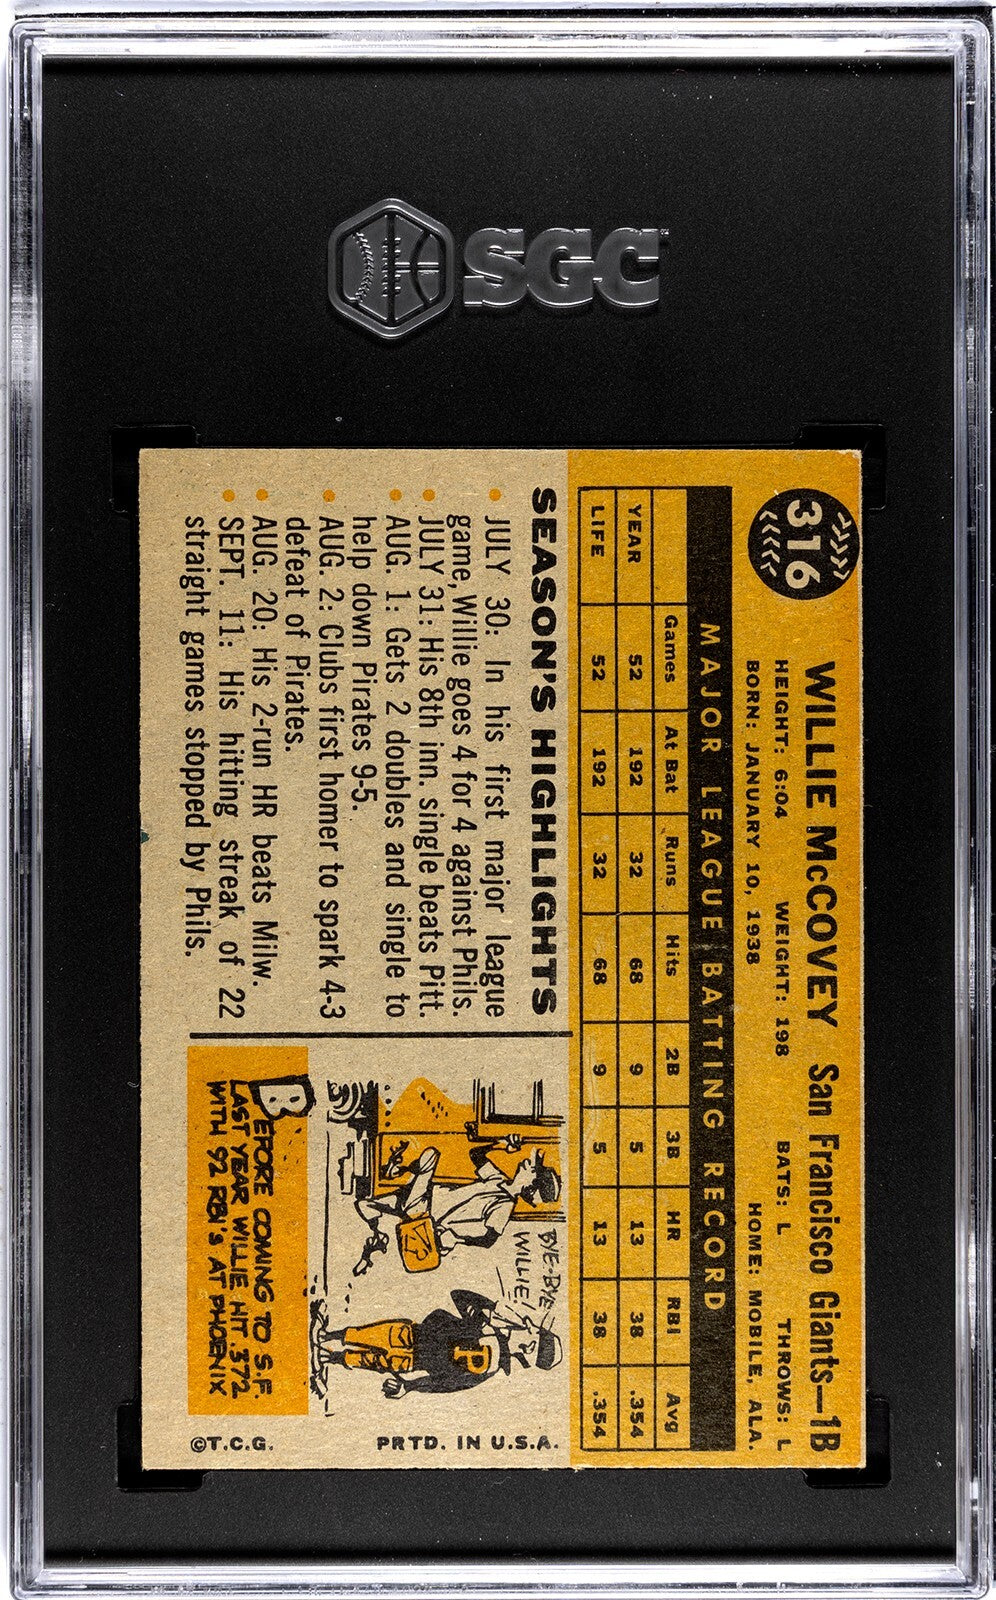 SGC
316
WILLIE McCOVEY San Francisco Giants—1B
HEIGHT: 6:04 WEIGHT: 198 BATS: L THROWS: L
BORN: JANUARY 10, 1938 HOME: MOBILE, ALA.
MAJOR LEAGUE BATTING RECORD
Games At Bat Runs Hits 2B 3B HR RBI Avg
YEAR 52 192 32 68 9 5 13 38 .354
LIFE 52 192 32 68 9 5 13 38 .354
SEASON'S HIGHLIGHTS
JULY 30: In his first major league
game, Willie goes 4 for 4 against Phils.
JULY 31: His 8th inn. single beats Pitt.
AUG. 1: Gets 2 doubles and single to
help down Pirates 9-5.
AUG. 2: Clubs first homer to spark 4-3
defeat of Pirates.
AUG. 20: His 2-run HR beats Milw.
SEPT. 11: His hitting streak of 22
straight games stopped by Phils.
BYE-BYE
WILLIE!
P
BEFORE COMING TO S.F.
LAST YEAR WILLIE HIT .372
WITH 92 RBI'S AT PHOENIX
PRTD. IN U.S.A.
©T.C.G.